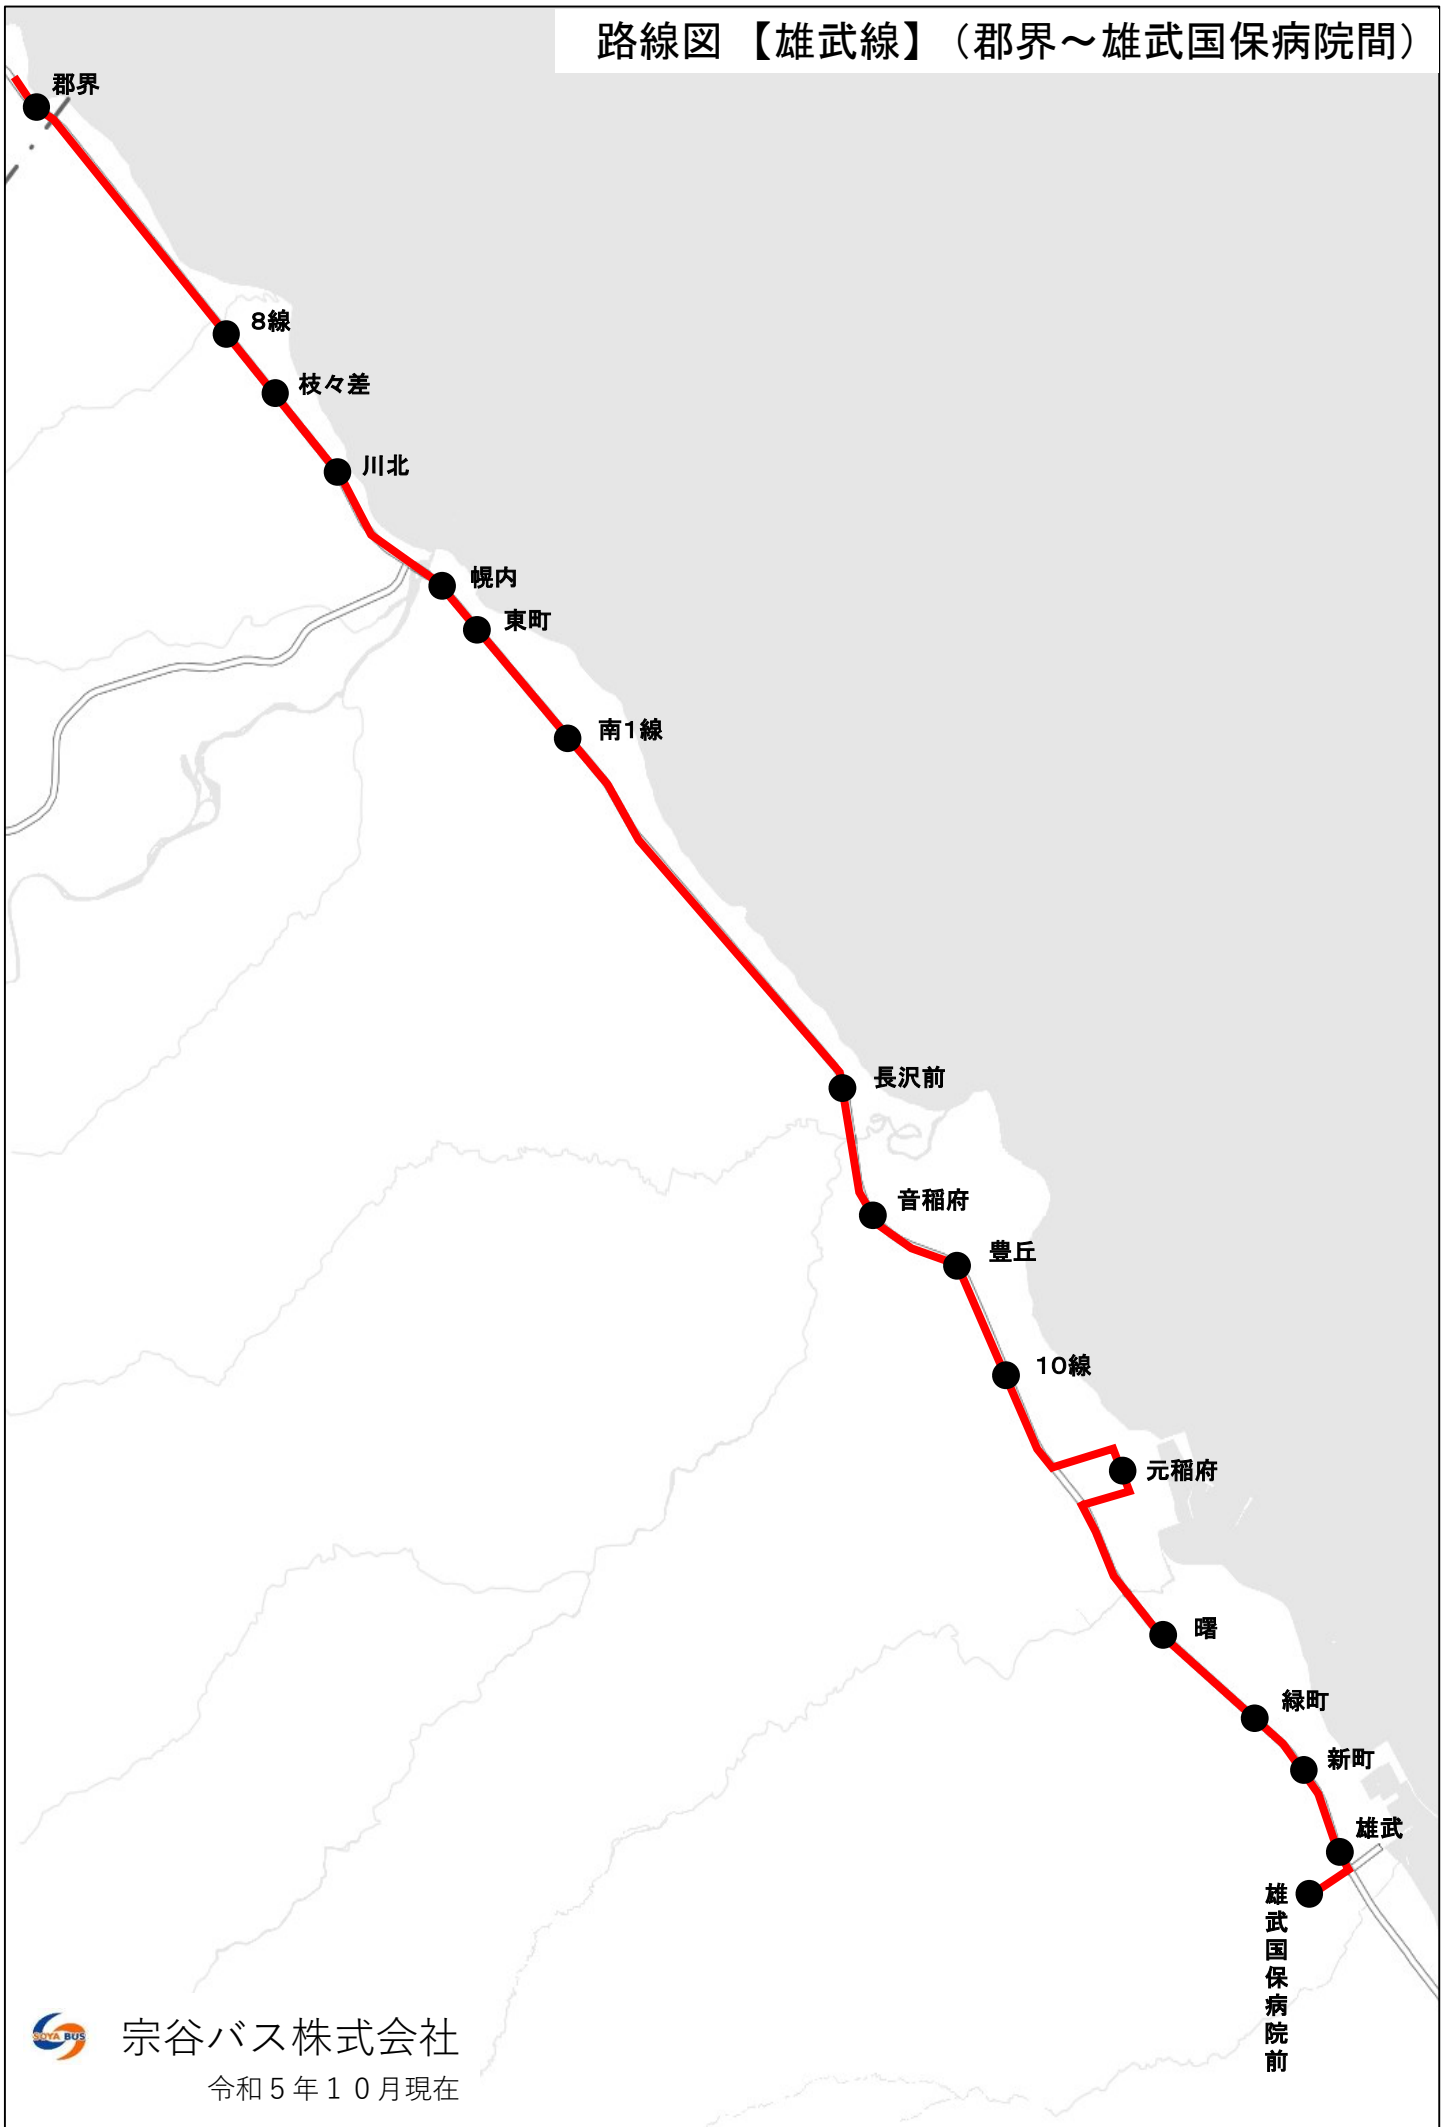 路線図【雄武線】（郡界～雄武国保病院間）
郡界
8線
枝々差
川北
幌内
東町
南1線
長沢前
音稲府
豊丘
10線
元稲府
曙
緑町
新町
雄武
雄武国保病院前
SOYA BUS
宗谷バス株式会社
令和５年１０月現在